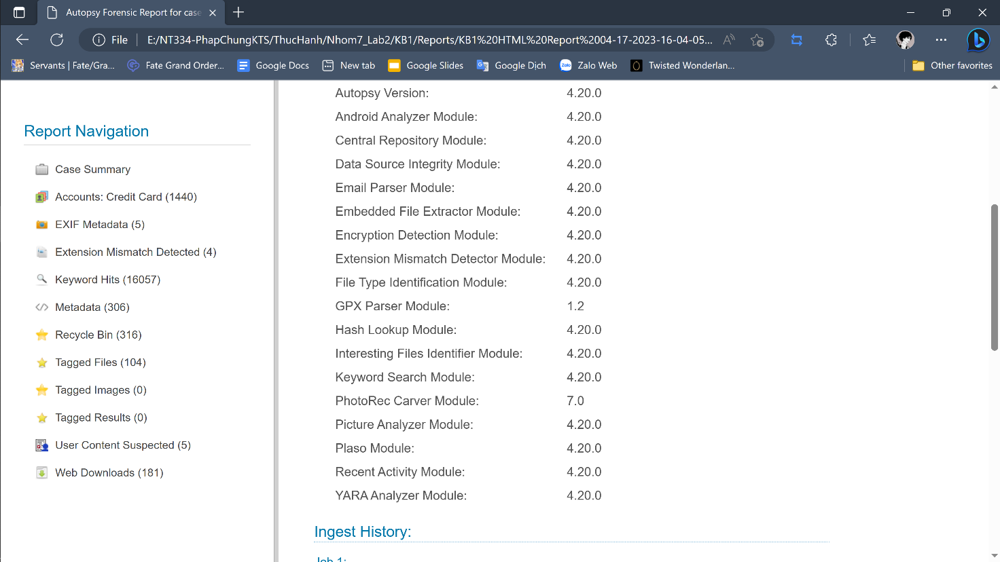 Autopsy Forensic Report for case
File
E:/NT334-PhapChungKTS/ThucHanh/Nhom7_Lab2/KB1/Reports/KB1%20HTML%20Report%2004-17-2023-16-04-05...
Servants | Fate/Gra...
Fate Grand Order...
Google Docs
New tab
Google Slides
Google Dịch
Zalo Web
Twisted Wonderlan...
Other favorites
Report Navigation
Case Summary
Accounts: Credit Card (1440)
EXIF Metadata (5)
Extension Mismatch Detected (4)
Keyword Hits (16057)
Metadata (306)
Recycle Bin (316)
Tagged Files (104)
Tagged Images (0)
Tagged Results (0)
User Content Suspected (5)
Web Downloads (181)
Autopsy Version: 4.20.0
Android Analyzer Module: 4.20.0
Central Repository Module: 4.20.0
Data Source Integrity Module: 4.20.0
Email Parser Module: 4.20.0
Embedded File Extractor Module: 4.20.0
Encryption Detection Module: 4.20.0
Extension Mismatch Detector Module: 4.20.0
File Type Identification Module: 4.20.0
GPX Parser Module: 1.2
Hash Lookup Module: 4.20.0
Interesting Files Identifier Module: 4.20.0
Keyword Search Module: 4.20.0
PhotoRec Carver Module: 7.0
Picture Analyzer Module: 4.20.0
Plaso Module: 4.20.0
Recent Activity Module: 4.20.0
YARA Analyzer Module: 4.20.0
Ingest History:
Job 1: